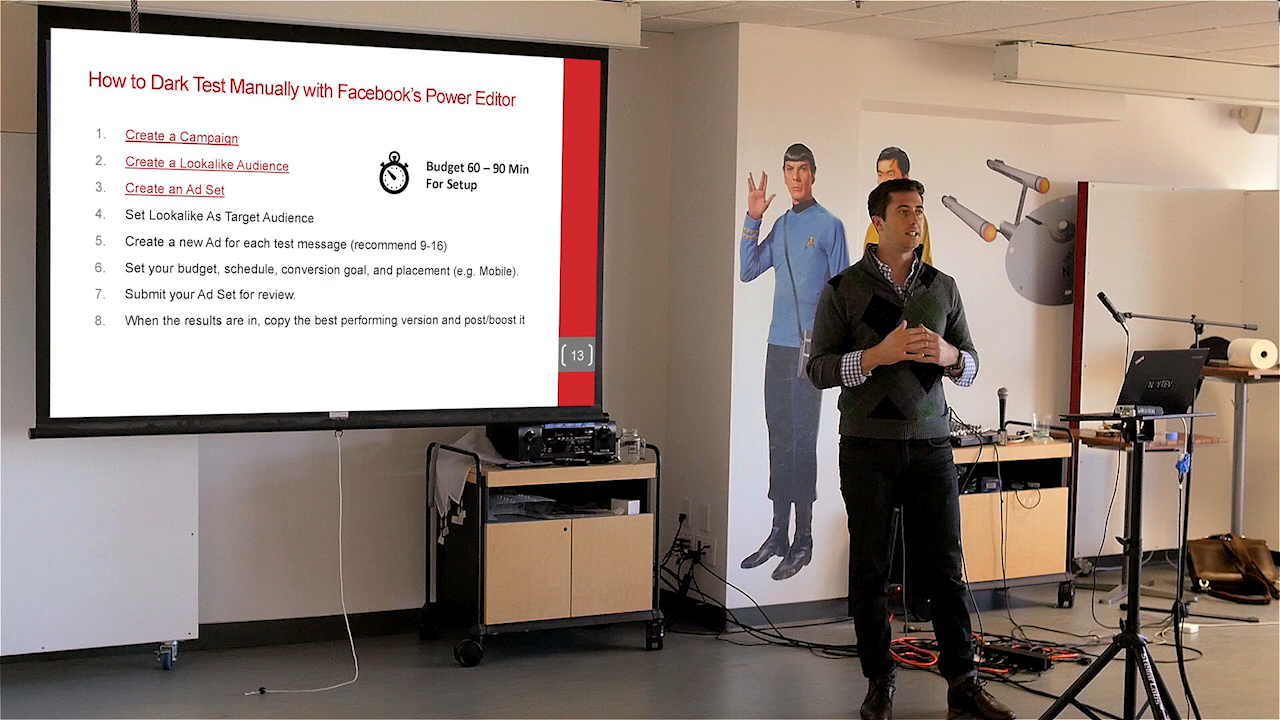 How to Dark Test Manually with Facebook's Power Editor
1. Create a Campaign
2. Create a Lookalike Audience
3. Create an Ad Set
4. Set Lookalike As Target Audience
5. Create a new Ad for each test message (recommend 9-16)
6. Set your budget, schedule, conversion goal, and placement (e.g. Mobile).
7. Submit your Ad Set for review.
8. When the results are in, copy the best performing version and post/boost it
Budget 60 – 90 Min
For Setup
13